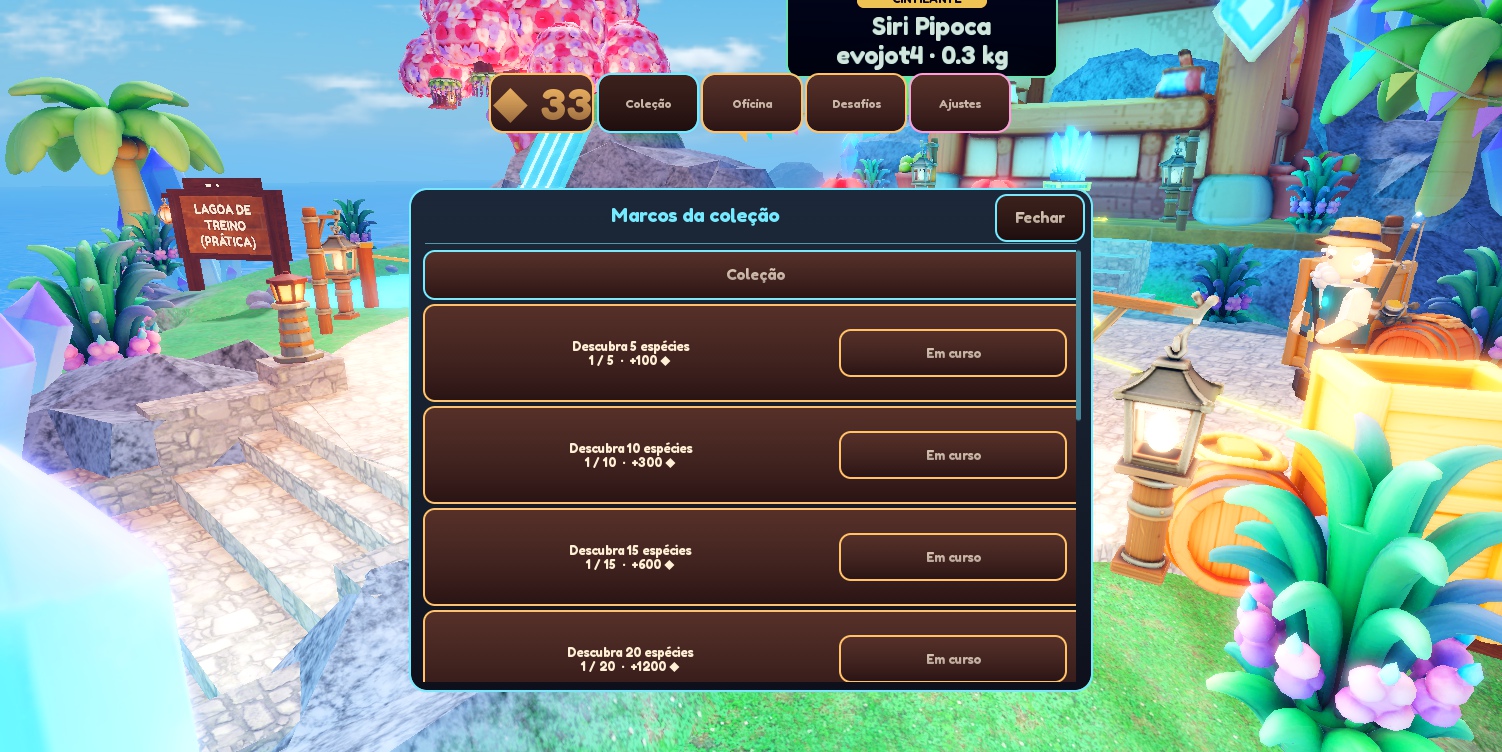 CINTILANTE
Siri Pipoca
evojot4 · 0.3 kg
◆ 33
Coleção
Oficina
Desafios
Ajustes
LAGOA DE
TREINO
(PRÁTICA)
Marcos da coleção
Fechar
Coleção
Descubra 5 espécies
1 / 5 · +100 ◆
Em curso
Descubra 10 espécies
1 / 10 · +300 ◆
Em curso
Descubra 15 espécies
1 / 15 · +600 ◆
Em curso
Descubra 20 espécies
1 / 20 · +1200 ◆
Em curso